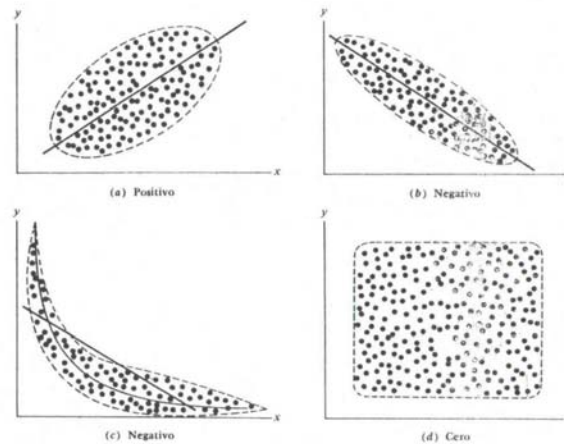 y
x
(a) Positivo
y
(b) Negativo
y
x
(c) Negativo
y
(d) Cero